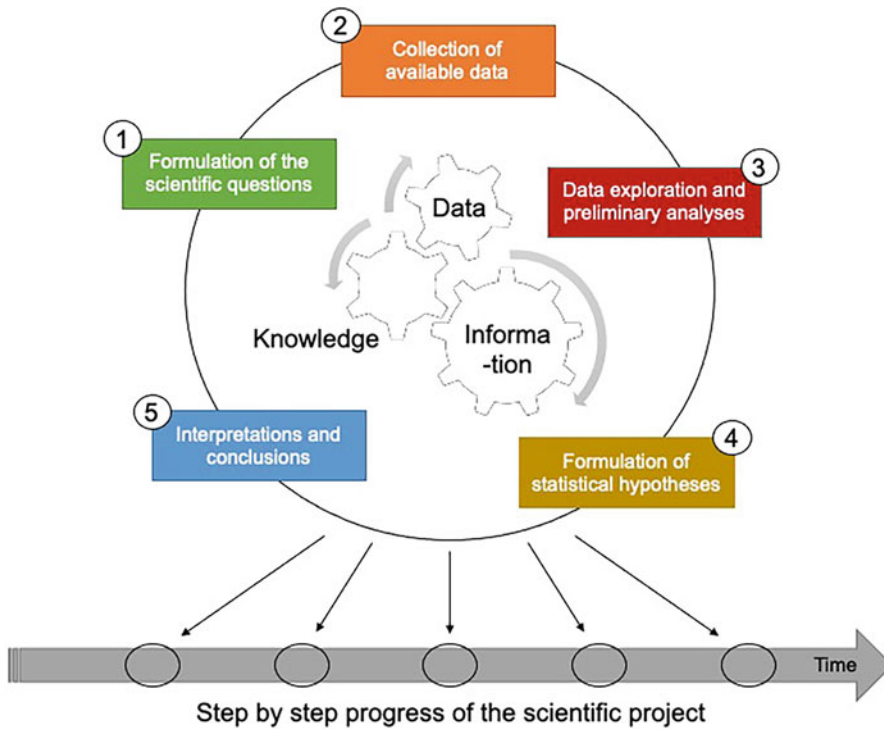 2
Collection of
available data
1
Formulation of the
scientific questions
3
Data exploration and
preliminary analyses
Data
Knowledge
Informa
-tion
5
Interpretations and
conclusions
4
Formulation of
statistical hypotheses
Time
Step by step progress of the scientific project